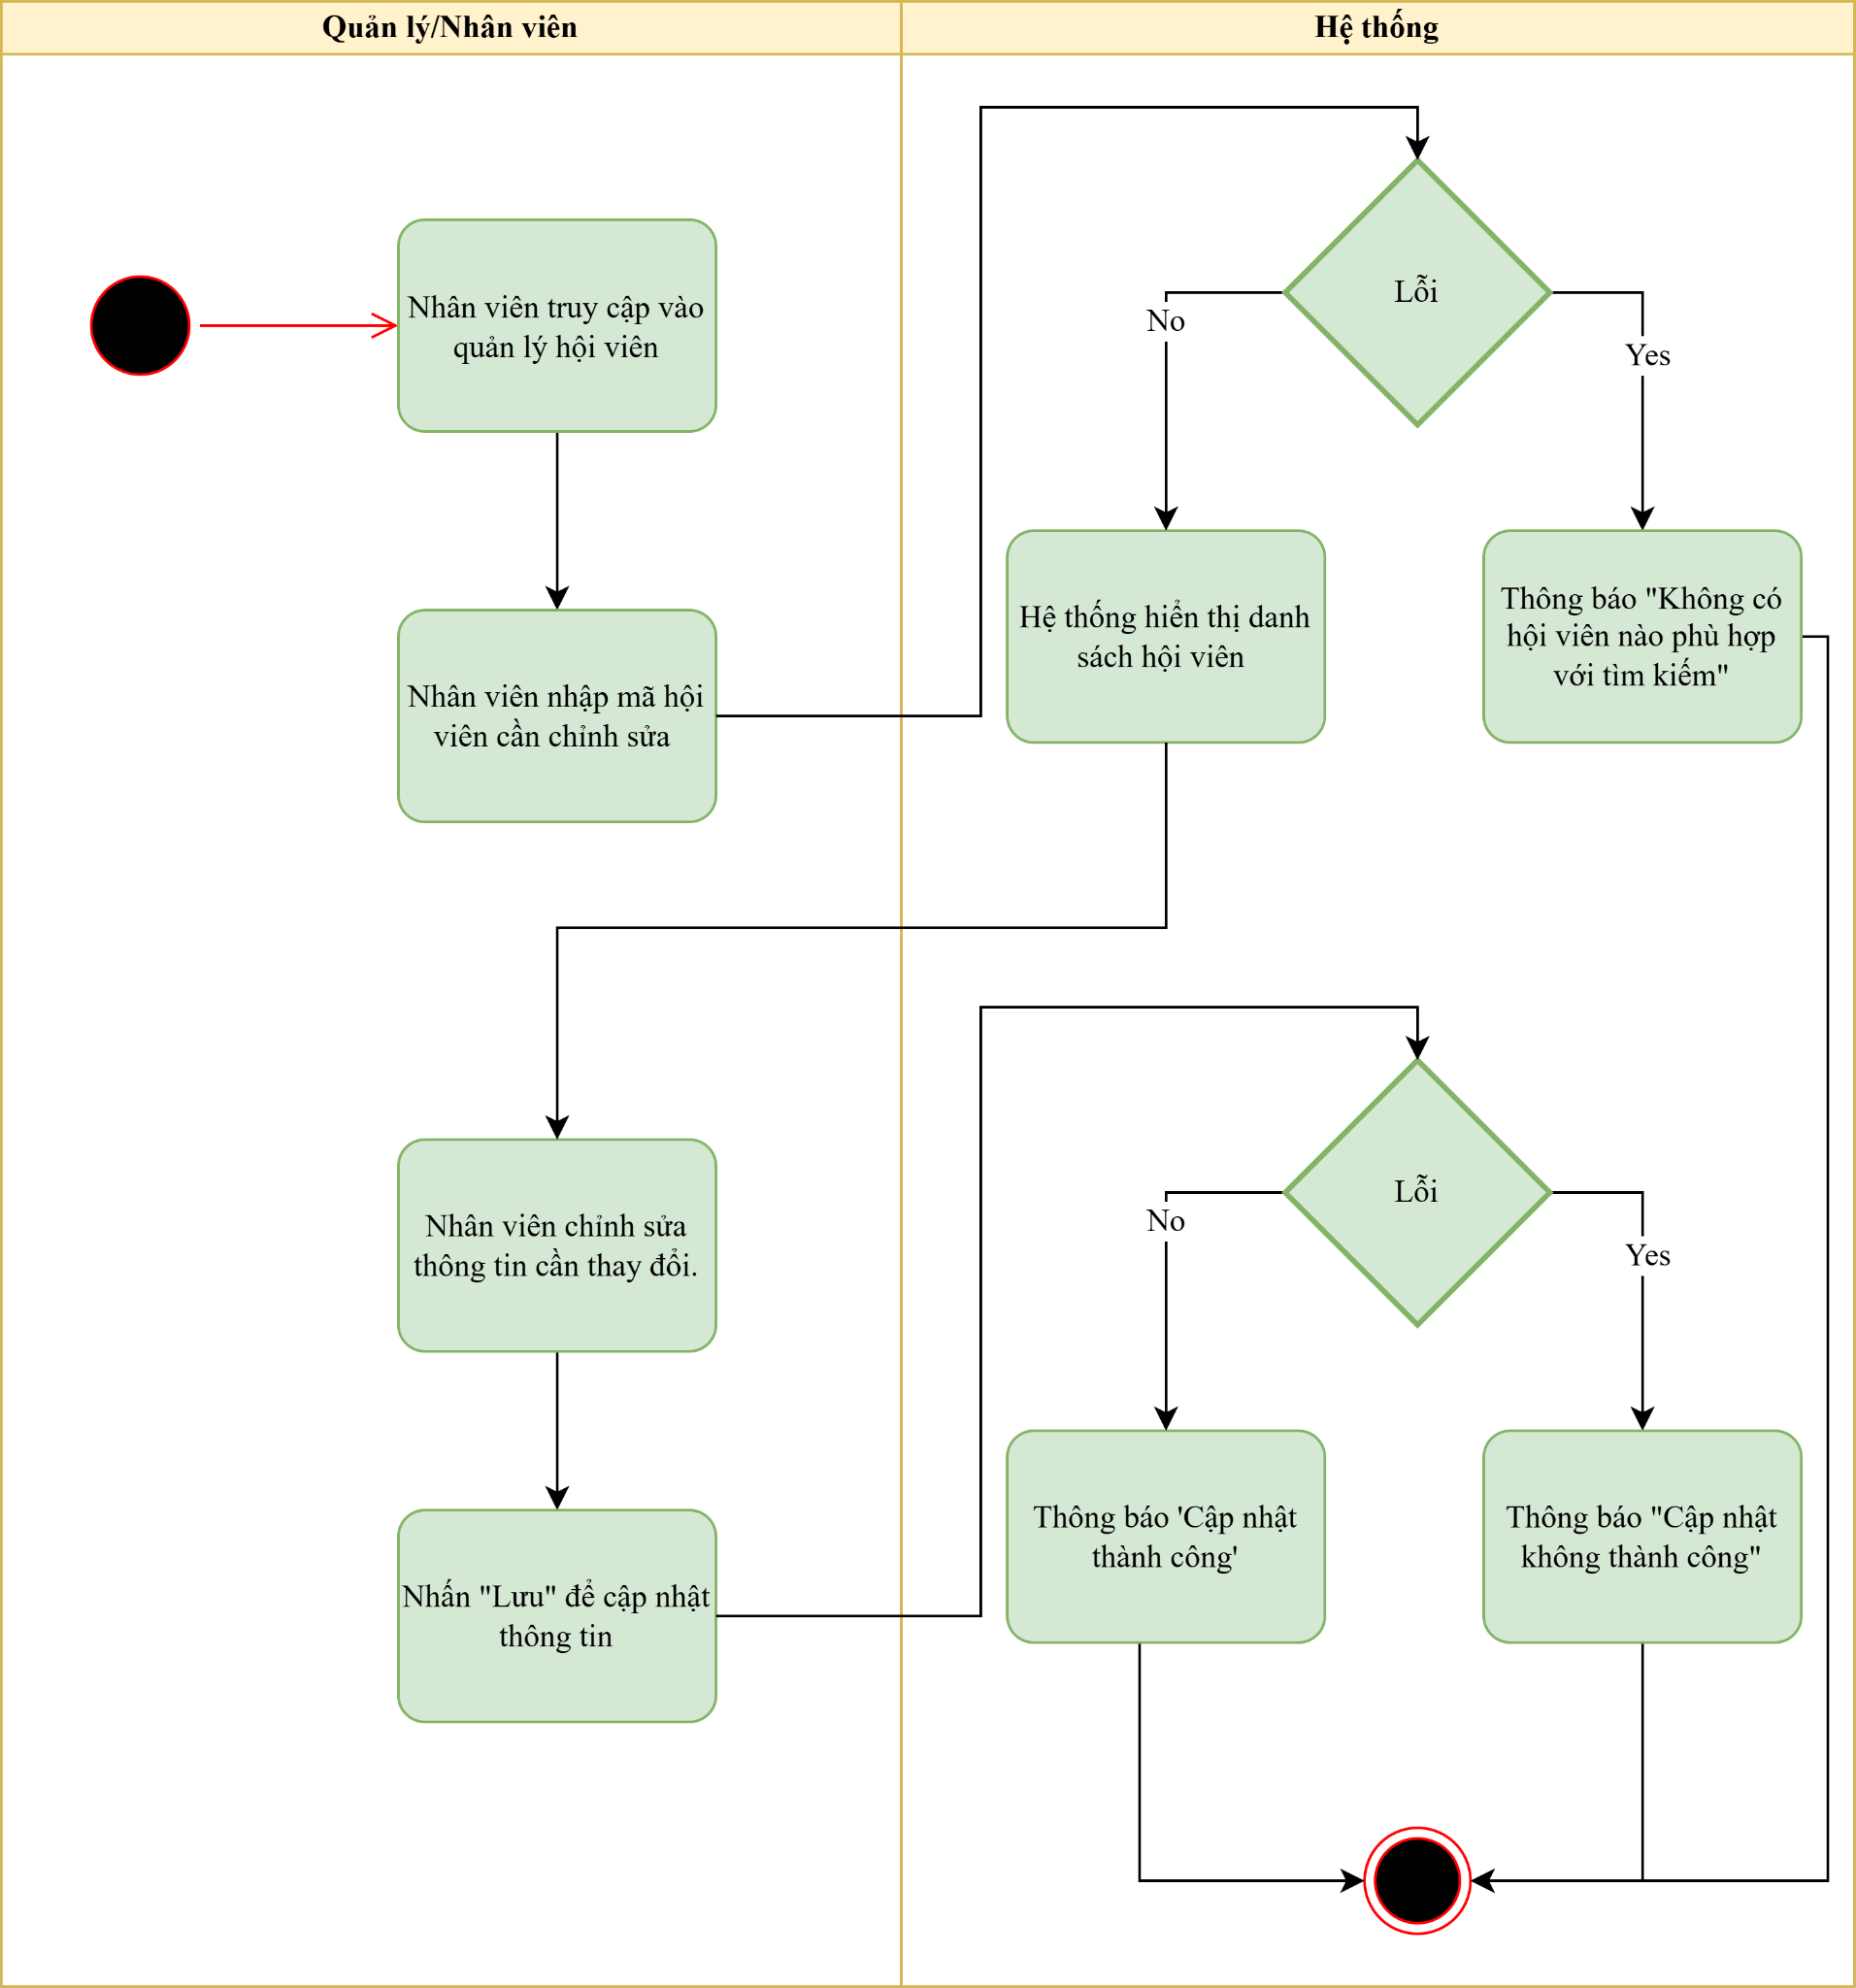 Quản lý/Nhân viên
Hệ thống
Nhân viên truy cập vào
quản lý hội viên
Lỗi
No
Yes
Nhân viên nhập mã hội
viên cần chỉnh sửa
Hệ thống hiển thị danh
sách hội viên
Thông báo "Không có
hội viên nào phù hợp
với tìm kiếm"
Nhân viên chỉnh sửa
thông tin cần thay đổi.
Lỗi
No
Yes
Nhấn "Lưu" để cập nhật
thông tin
Thông báo 'Cập nhật
thành công'
Thông báo "Cập nhật
không thành công"